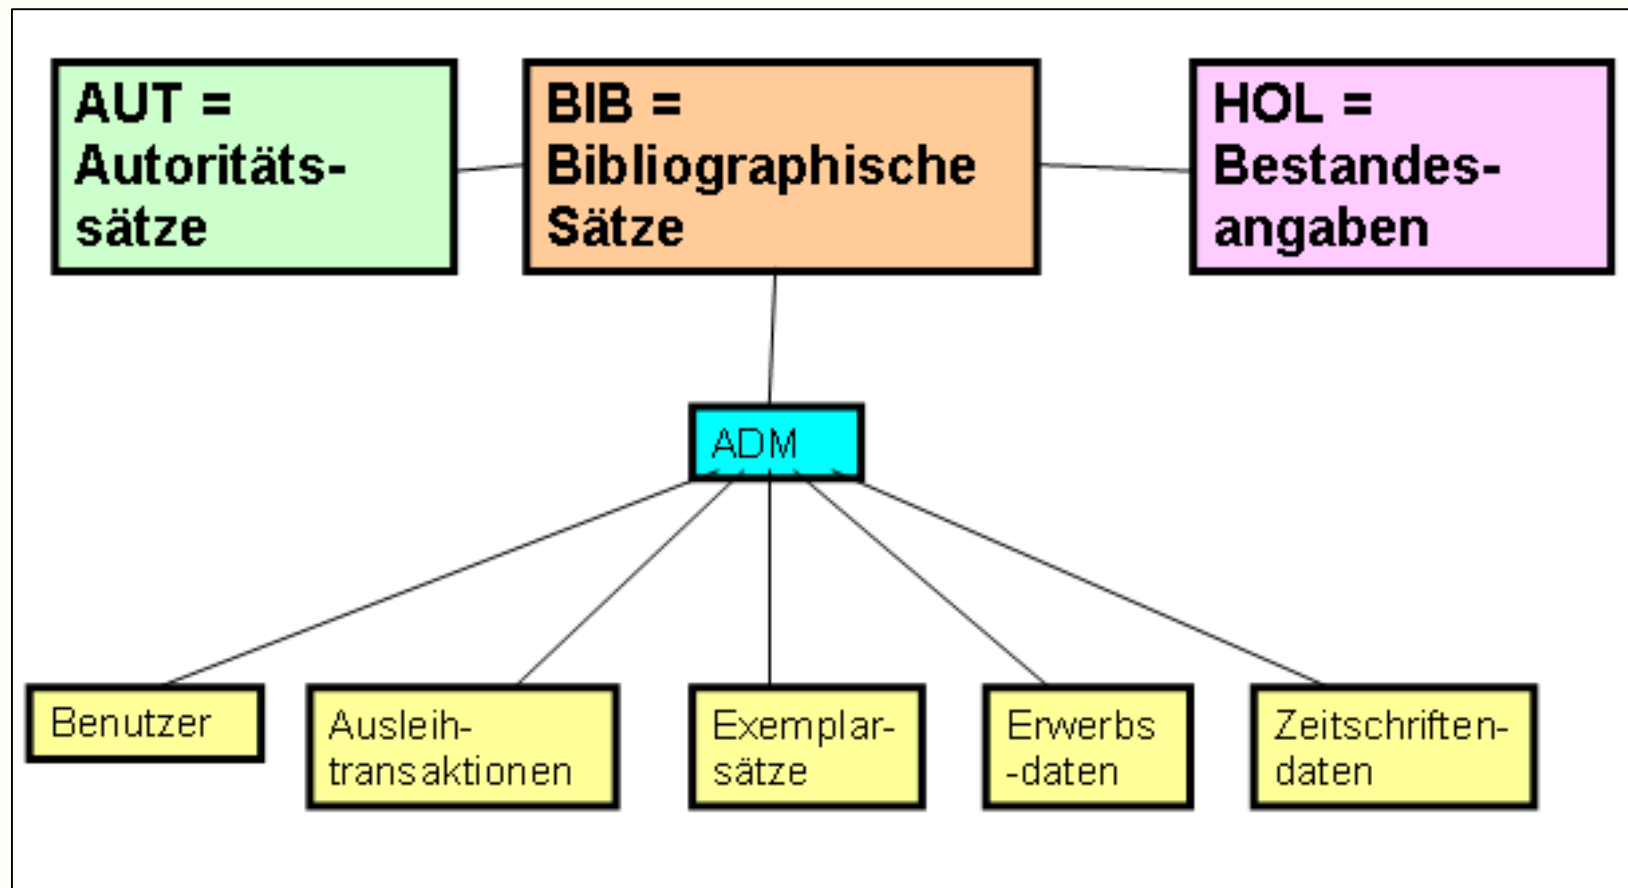 AUT =
Autoritäts-
sätze
BIB =
Bibliographische
Sätze
HOL =
Bestandes-
angaben
ADM
Benutzer
Ausleih-
transaktionen
Exemplar-
sätze
Erwerbs
-daten
Zeitschriften-
daten